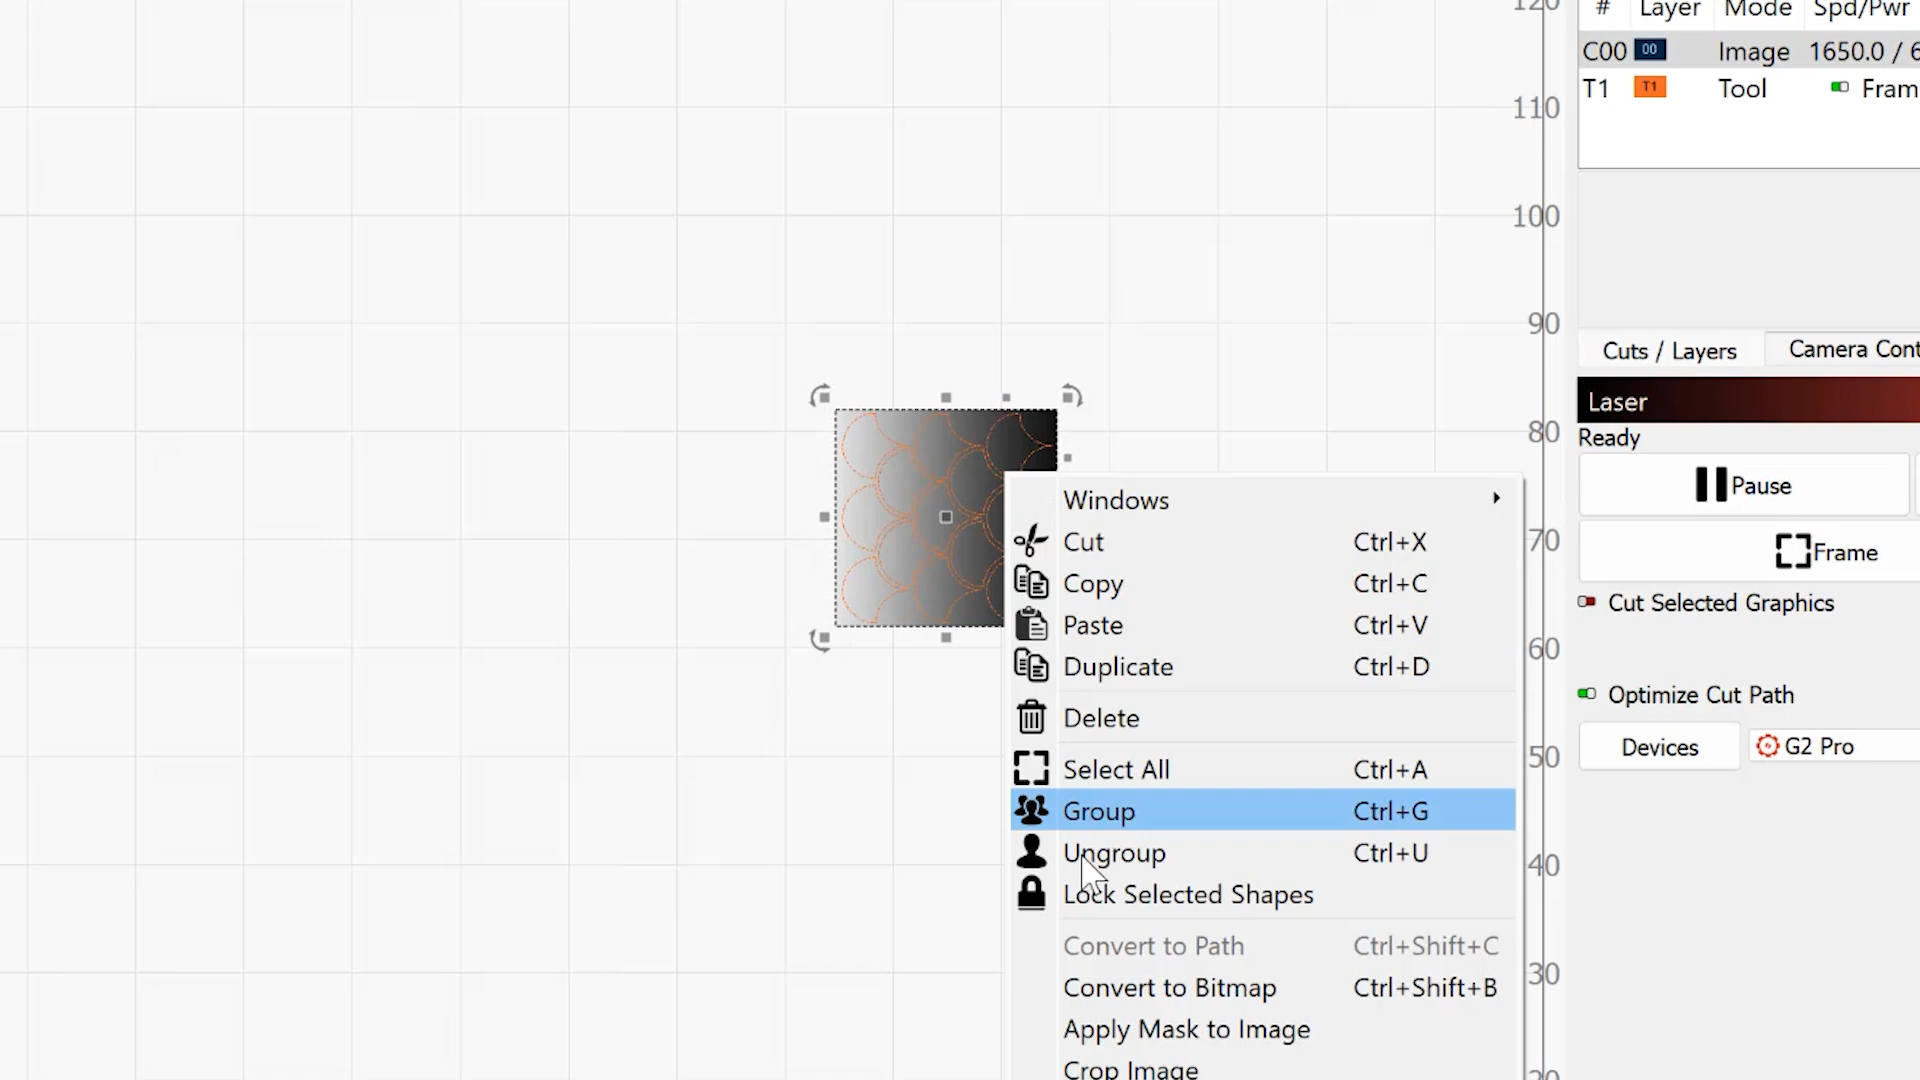 120
# Layer Mode Spd/Pwr
C00 00 Image 1650.0 / 6
T1 T1 Tool Fram
110
100
90
Cuts / Layers Camera Cont
Laser
Ready
80
Pause
Windows
Cut Ctrl+X
70
Frame
Copy Ctrl+C
Cut Selected Graphics
Paste Ctrl+V
60
Duplicate Ctrl+D
Optimize Cut Path
Delete
Devices G2 Pro
50
Select All Ctrl+A
Group Ctrl+G
Ungroup Ctrl+U
40
Lock Selected Shapes
Convert to Path Ctrl+Shift+C
30
Convert to Bitmap Ctrl+Shift+B
Apply Mask to Image
Crop Image
20